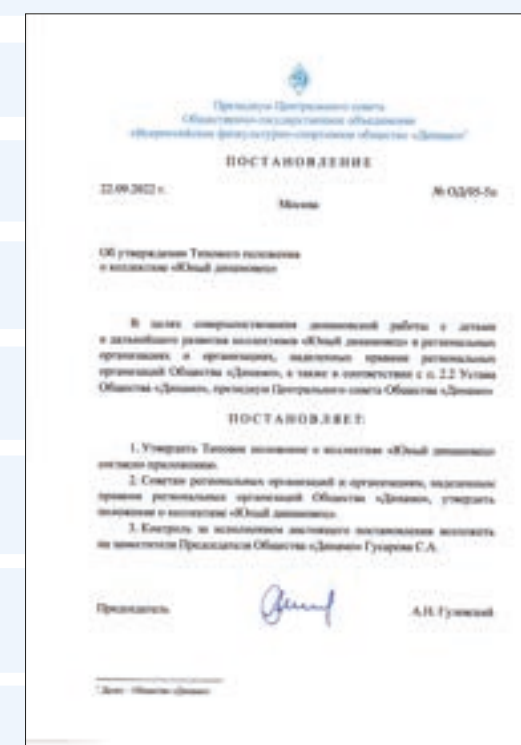 Президиум Центрального совета
Общественно-государственное объединение
«Всероссийское физкультурно-спортивное общество «Динамо»
ПОСТАНОВЛЕНИЕ
22.09.2022 г.
№ ОД/05-5п
Москва
Об утверждении Типового положения
о коллективе «Юный динамовец»
В целях совершенствования динамовской работы с детьми
и дальнейшего развития коллективов «Юный динамовец» в региональных
организациях и организациях, наделенных правами региональных
организаций Общества «Динамо», а также в соответствии с п. 2.2 Устава
Общества «Динамо», президиум Центрального совета Общества «Динамо»
ПОСТАНОВЛЯЕТ:
1. Утвердить Типовое положение о коллективе «Юный динамовец»
согласно приложению.
2. Советам региональных организаций и организациям, наделенным
правами региональных организаций Общества «Динамо», утвердить
положения о коллективе «Юный динамовец».
3. Контроль за исполнением настоящего постановления возложить
на заместителя Председателя Общества «Динамо» Гусарова С.А.
Председатель
А.Н.
Далее - Общество «Динамо»